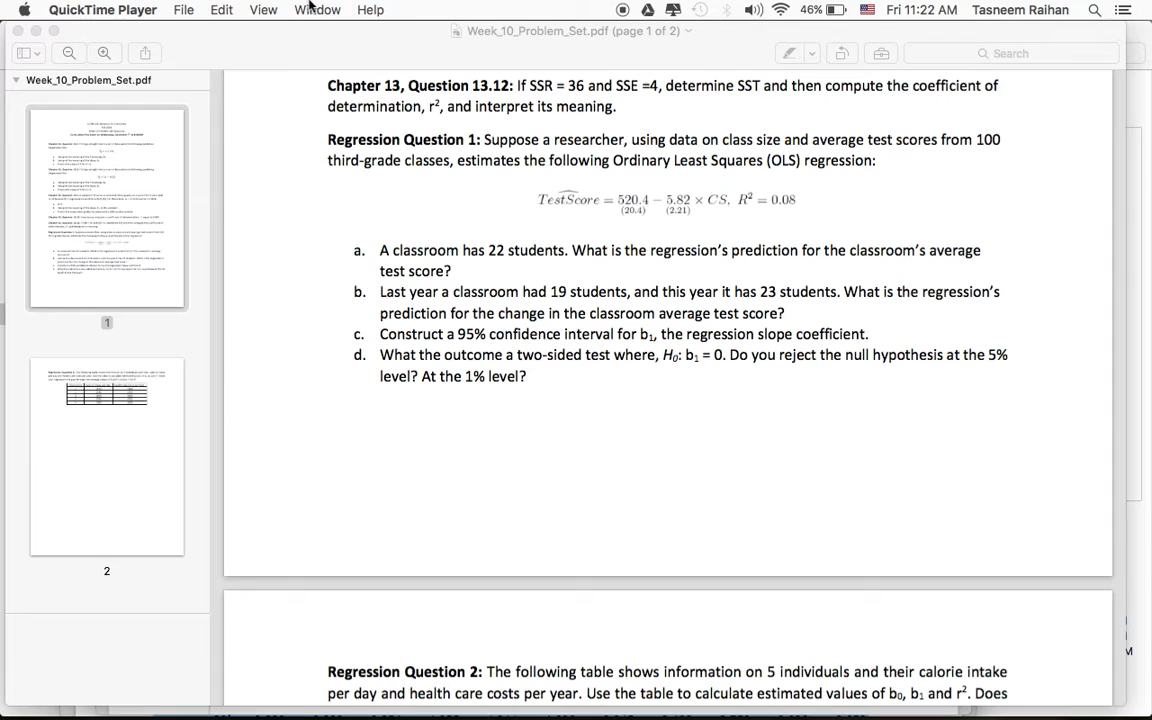 QuickTime Player File Edit View Window Help 46% Fri 11:22 AM Tasneem Raihan
Week_10_Problem_Set.pdf (page 1 of 2)
Search
Week_10_Problem_Set.pdf
1
2
Chapter 13, Question 13.12: If SSR = 36 and SSE =4, determine SST and then compute the coefficient of
determination, r², and interpret its meaning.
Regression Question 1: Suppose a researcher, using data on class size and average test scores from 100
third-grade classes, estimates the following Ordinary Least Squares (OLS) regression:
TestScore = 520.4 − 5.82 × CS, R² = 0.08
(20.4) (2.21)
a. A classroom has 22 students. What is the regression’s prediction for the classroom’s average
test score?
b. Last year a classroom had 19 students, and this year it has 23 students. What is the regression’s
prediction for the change in the classroom average test score?
c. Construct a 95% confidence interval for b₁, the regression slope coefficient.
d. What the outcome a two-sided test where, H₀: b₁ = 0. Do you reject the null hypothesis at the 5%
level? At the 1% level?
Regression Question 2: The following table shows information on 5 individuals and their calorie intake
per day and health care costs per year. Use the table to calculate estimated values of b₀, b₁ and r². Does